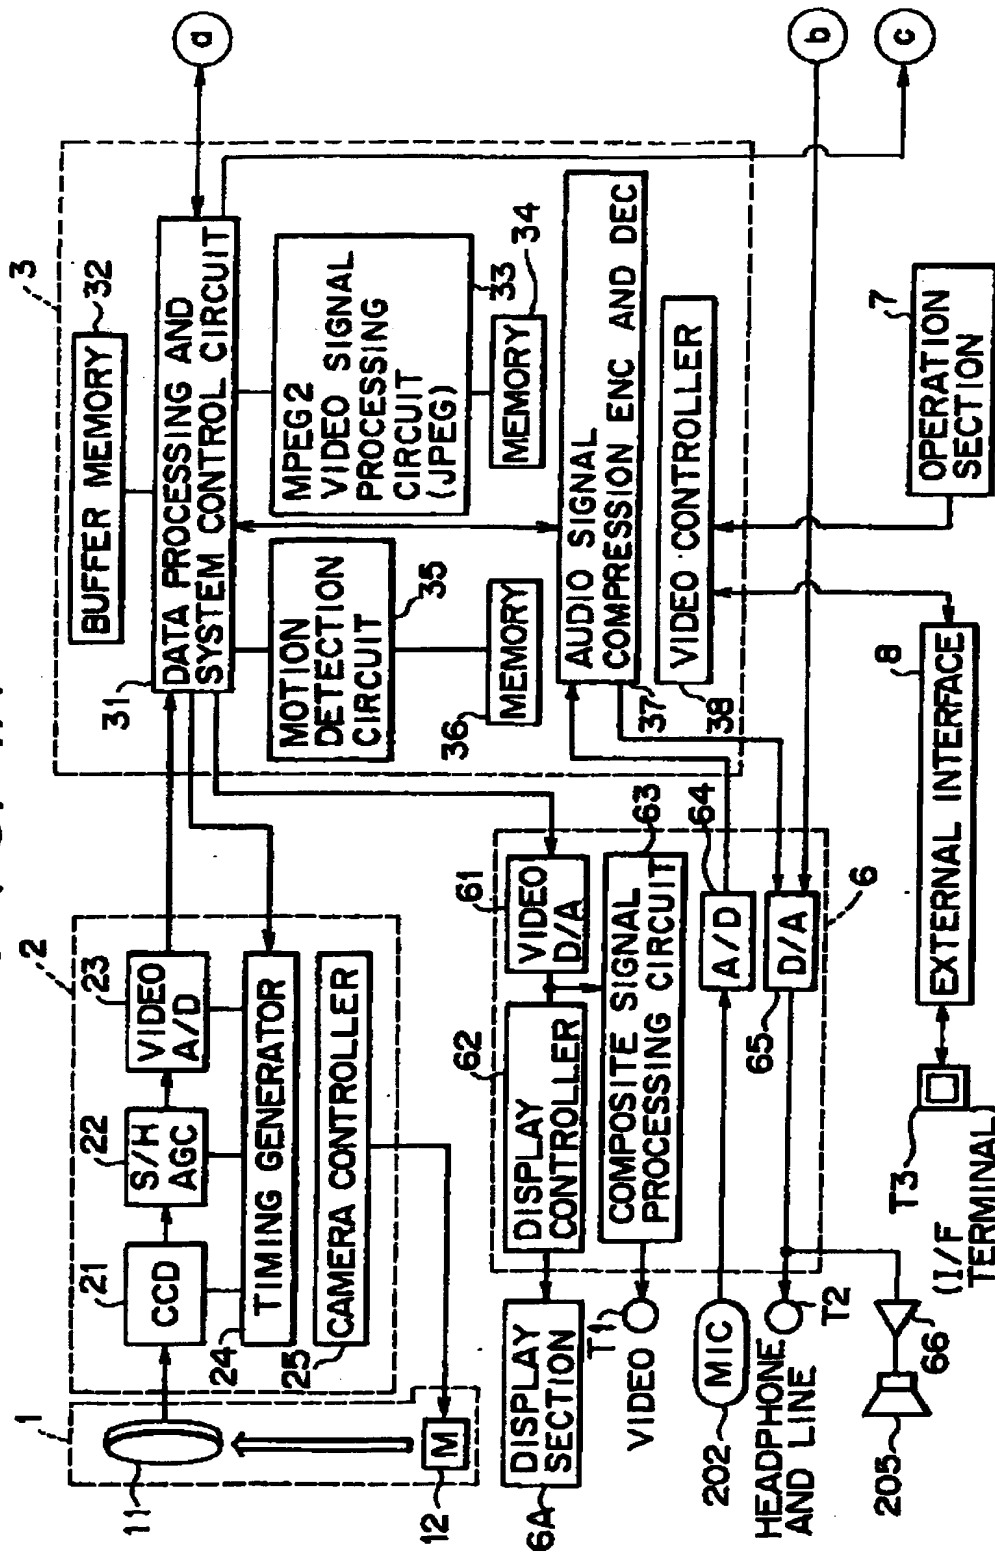 1
11
12
M
2
21
CCD
22
S/H
AGC
23
VIDEO
A/D
24
TIMING GENERATOR
25
CAMERA CONTROLLER
3
BUFFER MEMORY
32
31
DATA PROCESSING AND
SYSTEM CONTROL CIRCUIT
a
MOTION
DETECTION
CIRCUIT
35
36
MEMORY
MPEG2
VIDEO SIGNAL
PROCESSING
CIRCUIT
(JPEG)
33
MEMORY
34
AUDIO SIGNAL
COMPRESSION ENC AND DEC
37
VIDEO CONTROLLER
38
b
c
6A
DISPLAY
SECTION
62
DISPLAY
CONTROLLER
61
VIDEO
D/A
COMPOSITE SIGNAL
PROCESSING CIRCUIT
63
VIDEO
T1
202
MIC
A/D
64
HEADPHONE
AND LINE
T2
65
D/A
6
205
66
T3
(I/F
TERMINAL)
EXTERNAL INTERFACE
8
OPERATION
SECTION
7